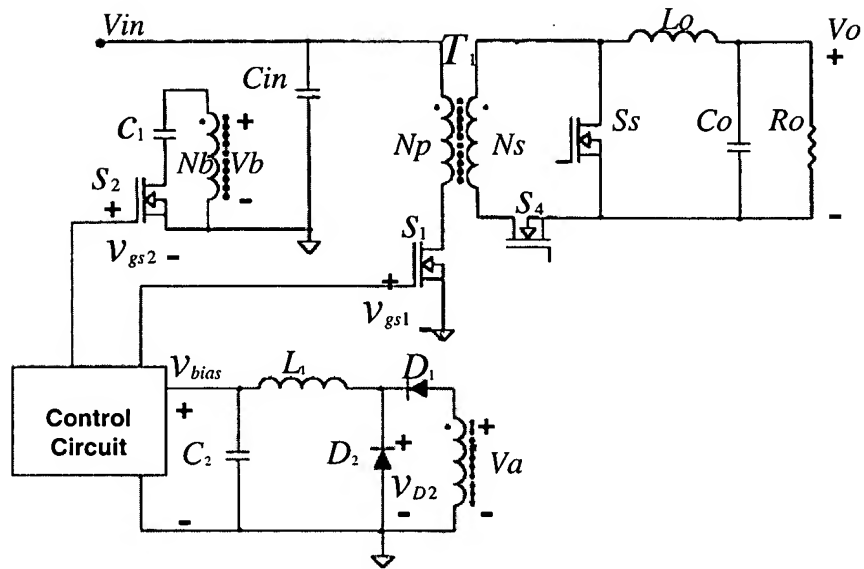 Vin
T1
Lo
Vo
+
Cin
C1
Nb
+
Vb
-
Np
Ns
Ss
Co
Ro
S2
+
vgs2 -
S1
+
vgs1 -
S4
-
Control
Circuit
vbias
+
-
L1
C2
D1
D2
+
vD2
-
+
Va
-